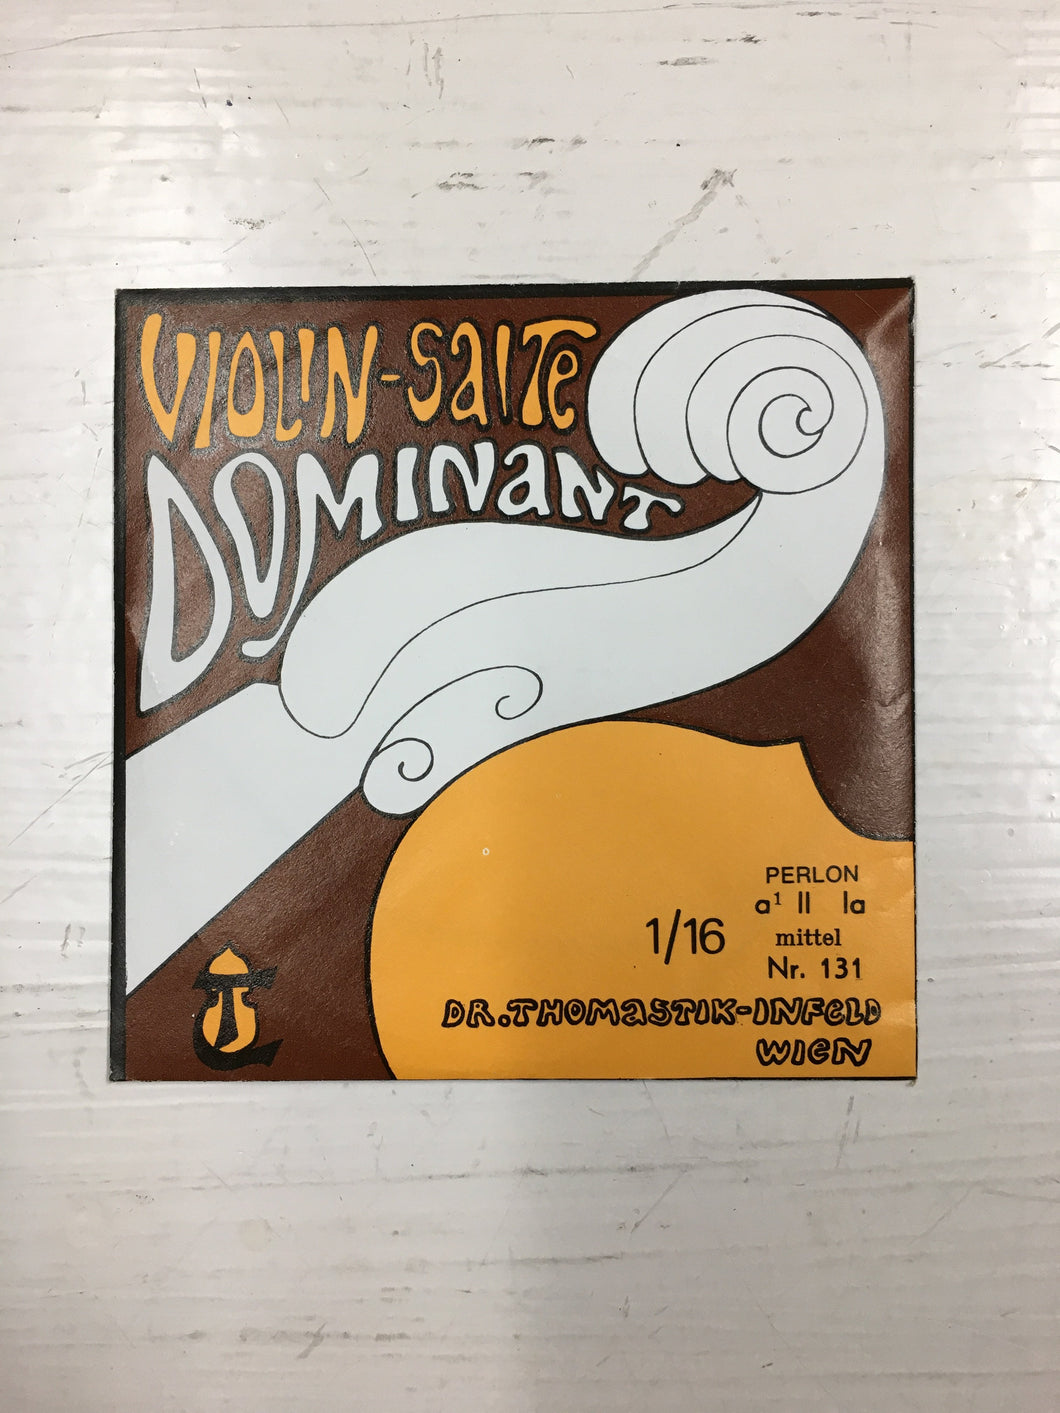 VIOLIN-SaITe
DOMINaNT
PERLON
a¹ II la
1/16
mittel
Nr. 131
DR.THOMaSTIK-INFeLD
WIeN